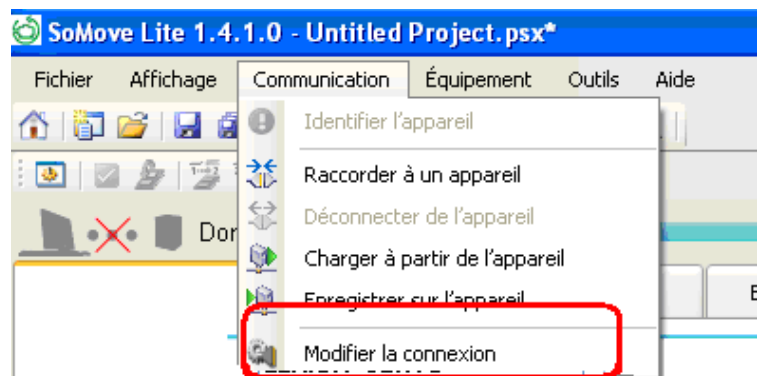 SoMove Lite 1.4.1.0 - Untitled Project.psx*
Fichier Affichage Communication Équipement Outils Aide
Identifier l'appareil
Raccorder à un appareil
Déconnecter de l'appareil
Charger à partir de l'appareil
Enregistrer sur l'appareil
Modifier la connexion